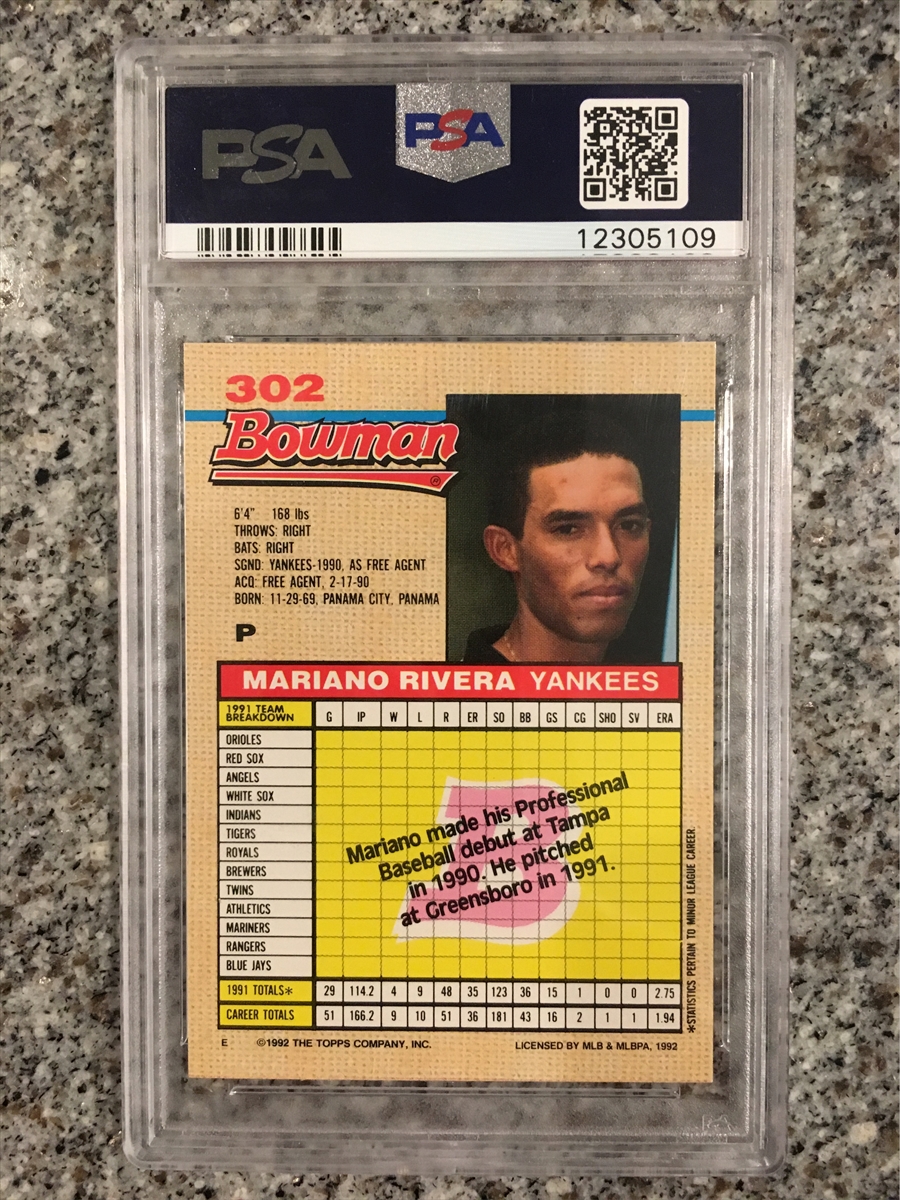 PSA
PSA
12305109
302
Bowman®
6'4" 168 lbs
THROWS: RIGHT
BATS: RIGHT
SGND: YANKEES-1990, AS FREE AGENT
ACQ: FREE AGENT, 2-17-90
BORN: 11-29-69, PANAMA CITY, PANAMA
P
MARIANO RIVERA YANKEES
1991 TEAM
BREAKDOWN G IP W L R ER SO BB GS CG SHO SV ERA
ORIOLES
RED SOX
ANGELS
WHITE SOX
INDIANS
TIGERS
ROYALS
BREWERS
TWINS
ATHLETICS
MARINERS
RANGERS
BLUE JAYS
B
Mariano made his Professional
Baseball debut at Tampa
in 1990. He pitched
at Greensboro in 1991.
1991 TOTALS* 29 114.2 4 9 48 35 123 36 15 1 0 0 2.75
CAREER TOTALS 51 166.2 9 10 51 36 181 43 16 2 1 1 1.94
*STATISTICS PERTAIN TO MINOR LEAGUE CAREER.
E ©1992 THE TOPPS COMPANY, INC. LICENSED BY MLB & MLBPA, 1992